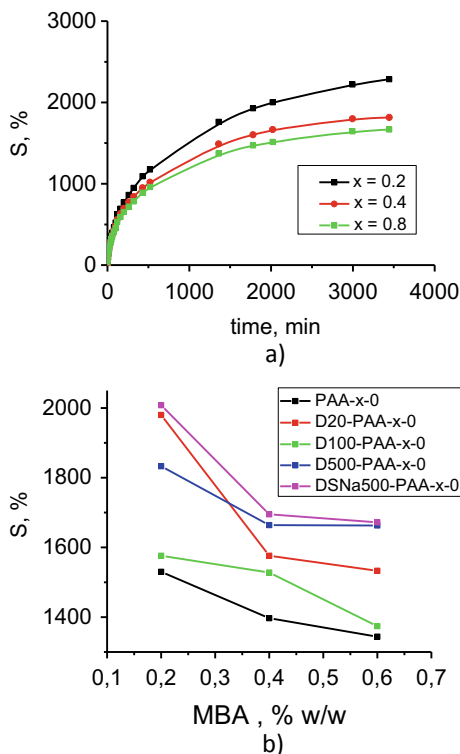 a)
S, %
3000
2000
1000
0
x = 0.2
x = 0.4
x = 0.8
0 1000 2000 3000 4000
time, min
a)
PAA-x-0
D20-PAA-x-0
D100-PAA-x-0
D500-PAA-x-0
DSNa500-PAA-x-0
S, %
2000
1800
1600
1400
0,1 0,2 0,3 0,4 0,5 0,6 0,7
MBA , % w/w
b)